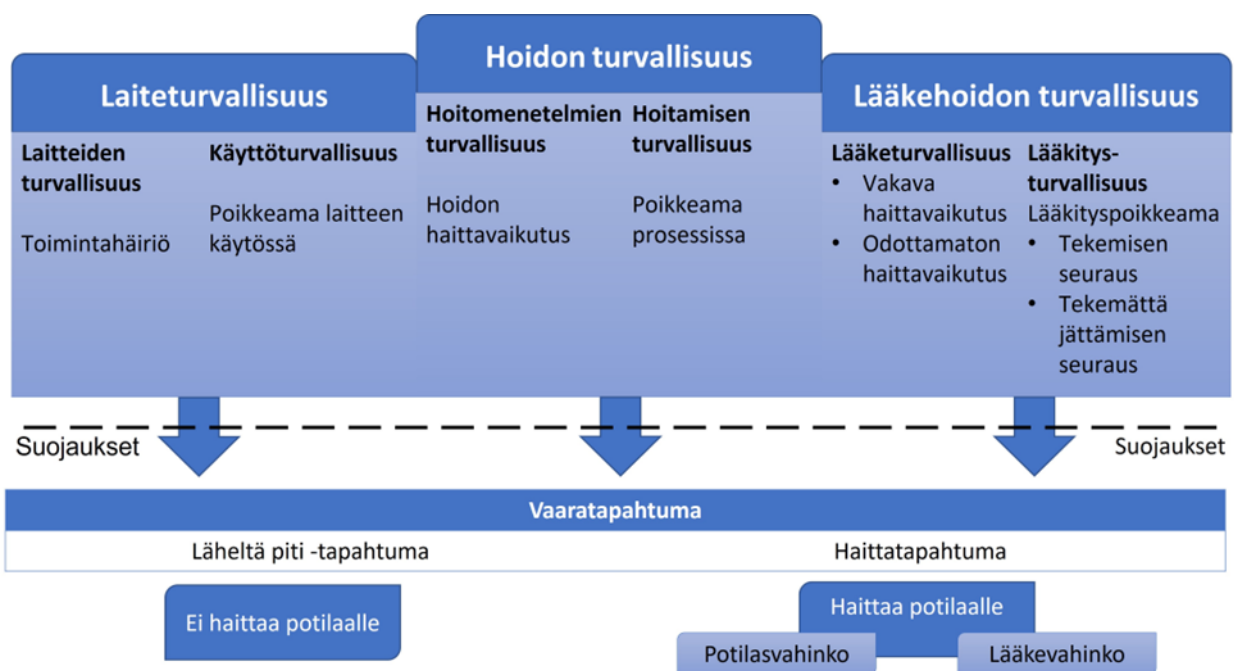 Hoidon turvallisuus
Laiteturvallisuus
Lääkehoidon turvallisuus
Laitteiden
turvallisuus
Toimintahäiriö
Käyttöturvallisuus
Poikkeama laitteen
käytössä
Hoitomenetelmien
turvallisuus
Hoidon
haittavaikutus
Hoitamisen
turvallisuus
Poikkeama
prosessissa
Lääketurvallisuus
• Vakava
haittavaikutus
• Odottamaton
haittavaikutus
Lääkitys-
turvallisuus
Lääkityspoikkeama
• Tekemisen
seuraus
• Tekemättä
jättämisen
seuraus
Suojaukset
Suojaukset
Vaaratapahtuma
Läheltä piti -tapahtuma
Haittatapahtuma
Ei haittaa potilaalle
Haittaa potilaalle
Potilasvahinko
Lääkevahinko